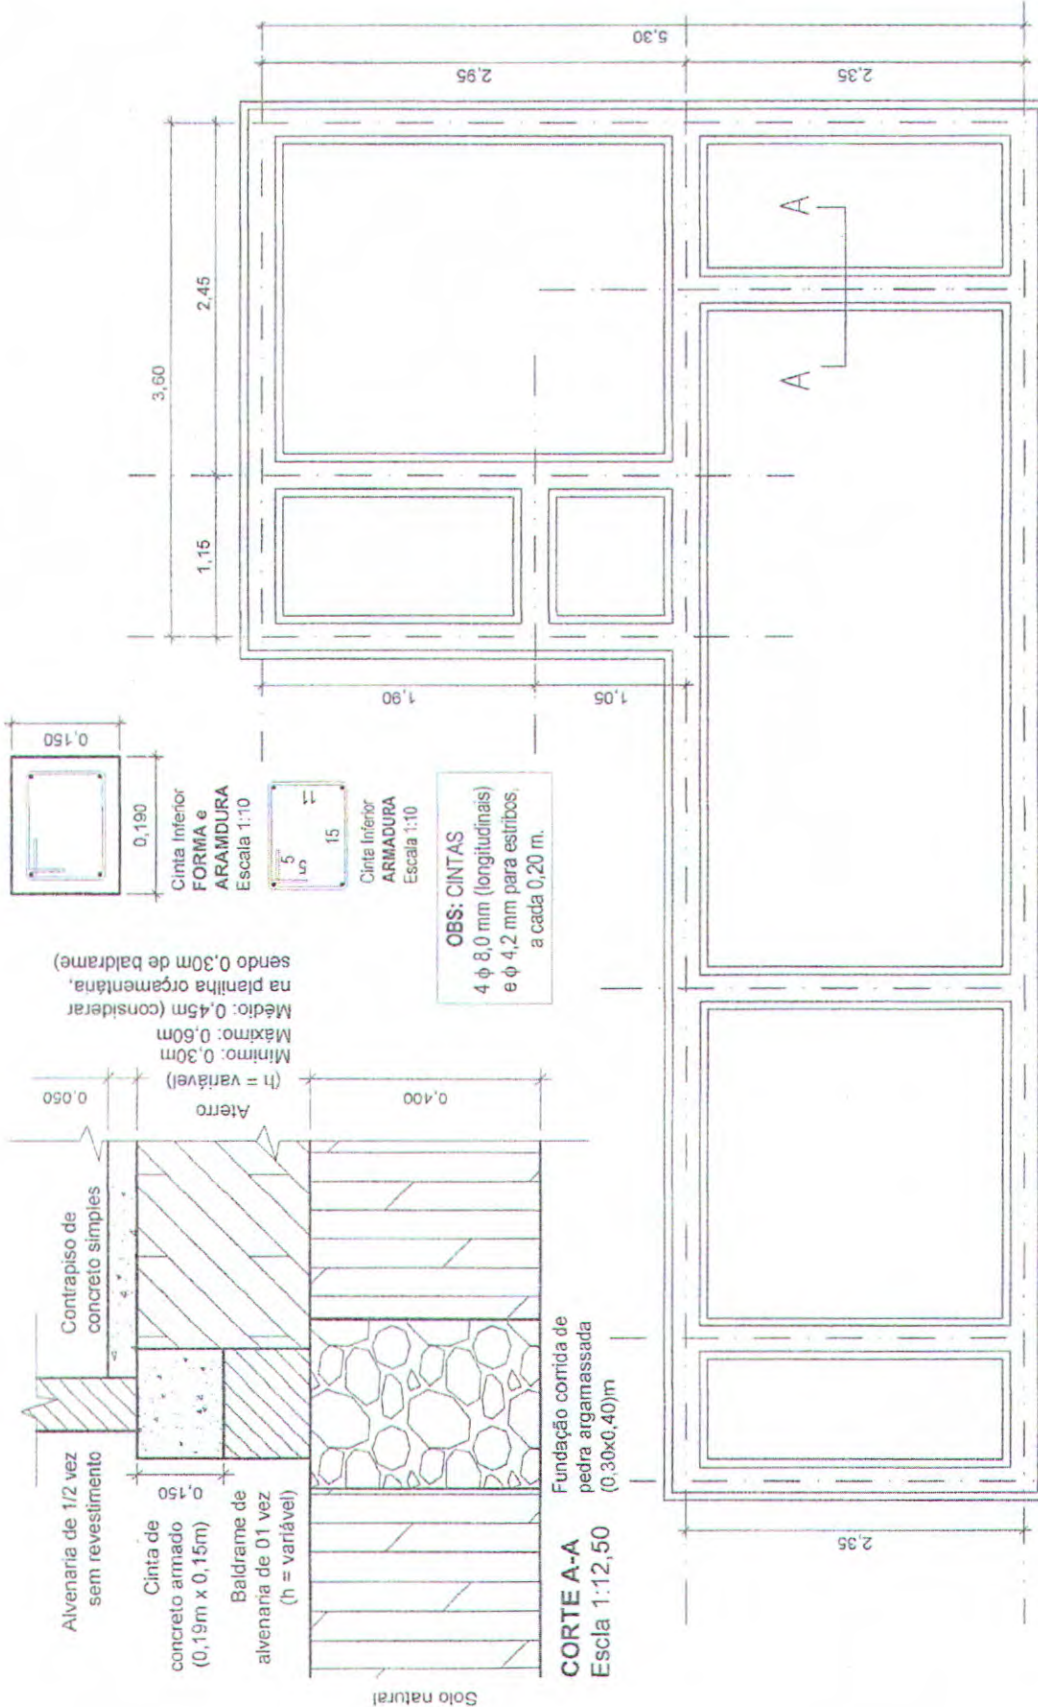 0,150
0,190
Cinta Inferior
FORMA e
ARAMDURA
Escala 1:10
5
5
11
15
Cinta Inferior
ARMADURA
Escala 1:10
OBS: CINTAS
4 ϕ 8,0 mm (longitudinais)
e ϕ 4,2 mm para estribos,
a cada 0,20 m.
3,60
1,15
2,45
5,30
2,95
2,35
1,90
1,05
A
A
2,35
Alvenaria de 1/2 vez
sem revestimento
Contrapiso de
concreto simples
0,050
Aterro
(h = variável)
Mínimo: 0,30m
Máximo: 0,60m
Médio: 0,45m (considerar
na planilha orçamentária,
sendo 0,30m de baldrame)
0,400
0,150
Cinta de
concreto armado
(0,19m x 0,15m)
Baldrame de
alvenaria de 01 vez
(h = variável)
Fundação corrida de
pedra argamassada
(0,30x0,40)m
Solo natural
CORTE A-A
Escla 1:12,50